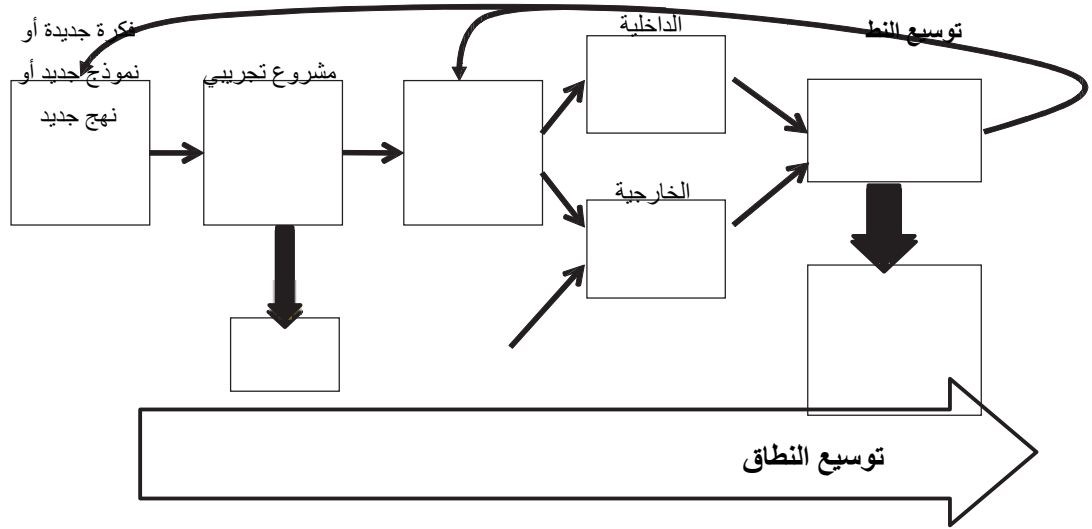 فكرة جديدة أو
نموذج جديد أو
نهج جديد
مشروع تجريبي
الداخلية
الخارجية
توسيع النط
توسيع النطاق